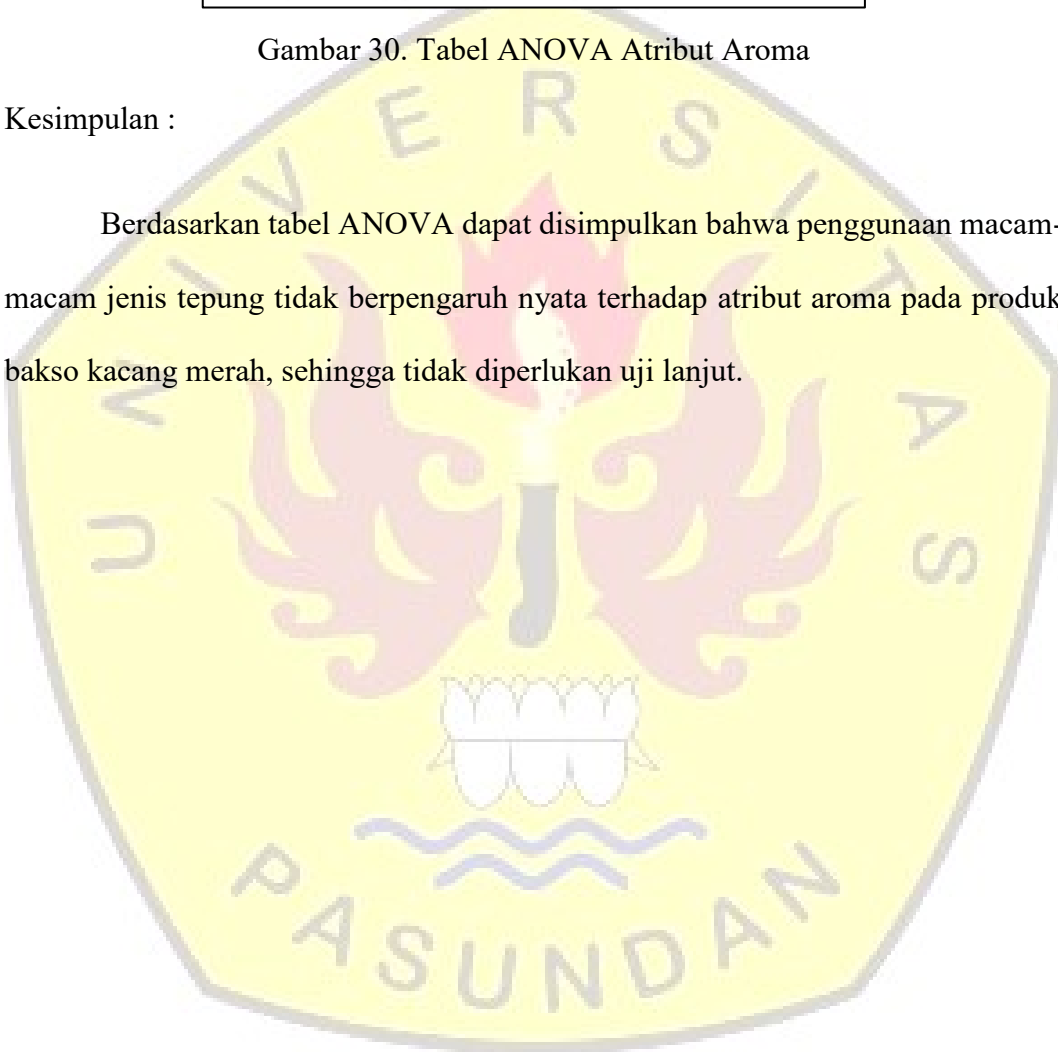 Gambar 30. Tabel ANOVA Atribut Aroma
Kesimpulan :
Berdasarkan tabel ANOVA dapat disimpulkan bahwa penggunaan macam-
macam jenis tepung tidak berpengaruh nyata terhadap atribut aroma pada produk
bakso kacang merah, sehingga tidak diperlukan uji lanjut.
UNIVERSITAS
PASUNDAN